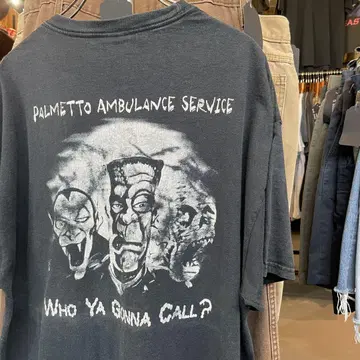 PALMETTO AMBULANCE SERVICE
WHO YA GONNA CALL?